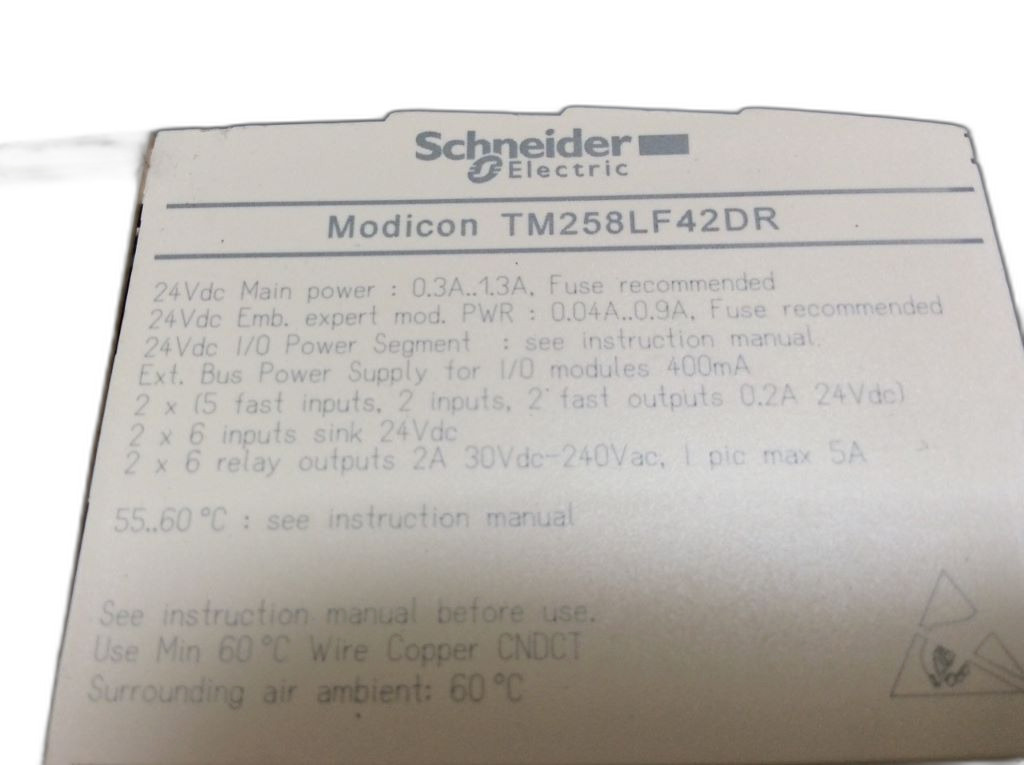 Schneider
Electric
Modicon TM258LF42DR
24Vdc Main power : 0.3A..1.3A, Fuse recommended
24Vdc Emb. expert mod. PWR : 0.04A..0.9A, Fuse recommended
24Vdc I/O Power Segment : see instruction manual.
Ext. Bus Power Supply for I/O modules 400mA
2 x (5 fast inputs, 2 inputs, 2 fast outputs 0.2A 24Vdc)
2 x 6 inputs sink 24Vdc
2 x 6 relay outputs 2A 30Vdc-240Vac, I pic max 5A
55..60 °C : see instruction manual
See instruction manual before use.
Use Min 60 °C Wire Copper CNDCT
Surrounding air ambient: 60 °C